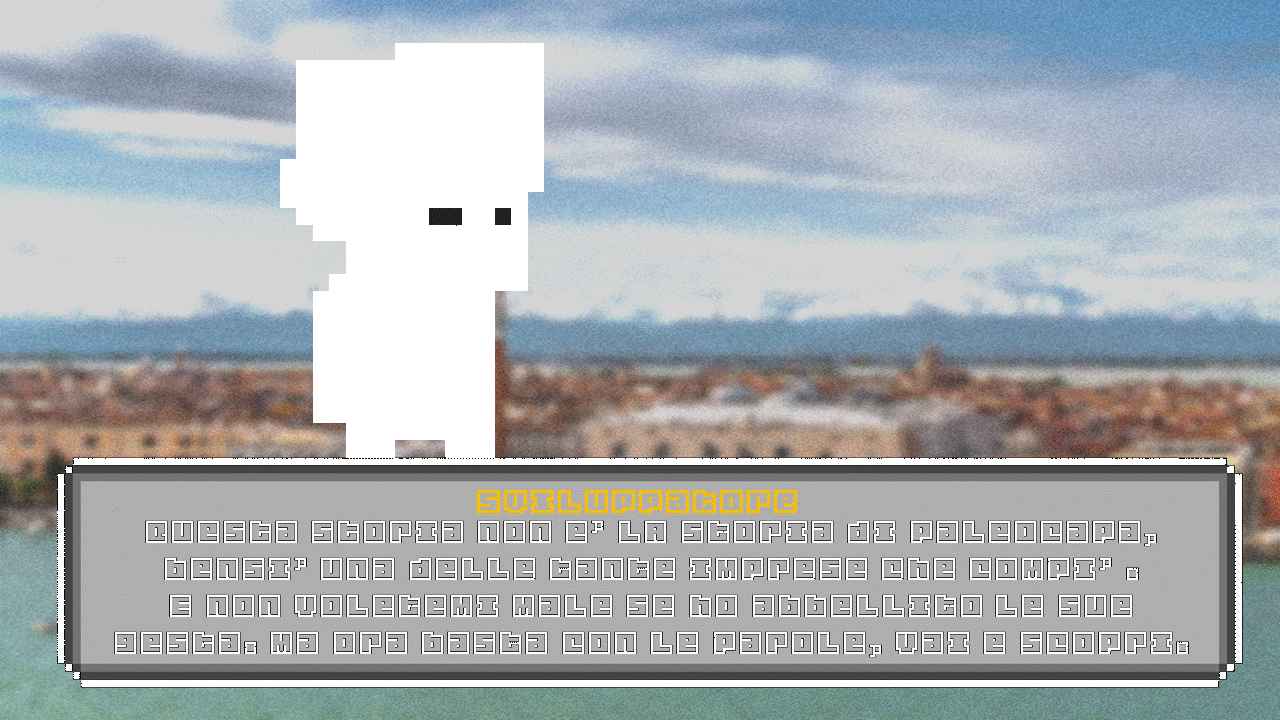 SVILUPPATORE
QUESTA STORIA NON E' LA STORIA DI PALEOCAPA,
BENSI' UNA DELLE TANTE IMPRESE CHE COMPI' :
E NON VOLETEMI MALE SE HO ABBELLITO LE SUE
GESTA: MA ORA BASTA CON LE PAROLE, VAI E SCOPRI.